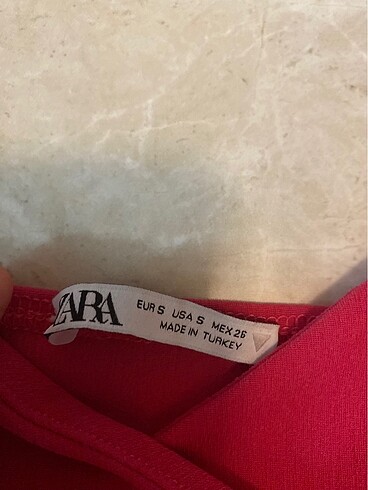 ZARA
EUR S USA S MEX 26
MADE IN TURKEY